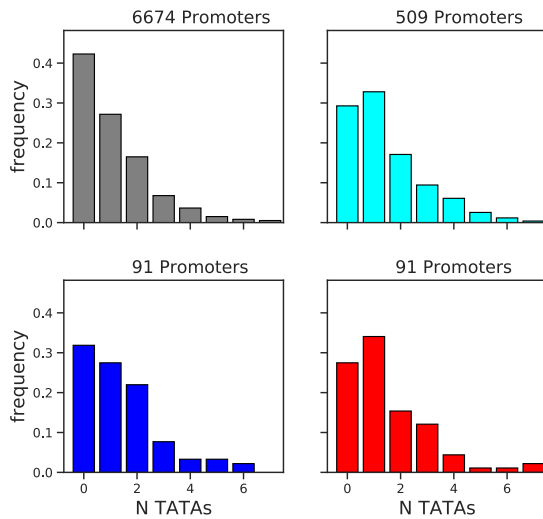 6674 Promoters
509 Promoters
frequency
0.4
0.3
0.2
0.1
0.0
91 Promoters
91 Promoters
frequency
0.4
0.3
0.2
0.1
0.0
0 2 4 6
0 2 4 6
N TATAs
N TATAs